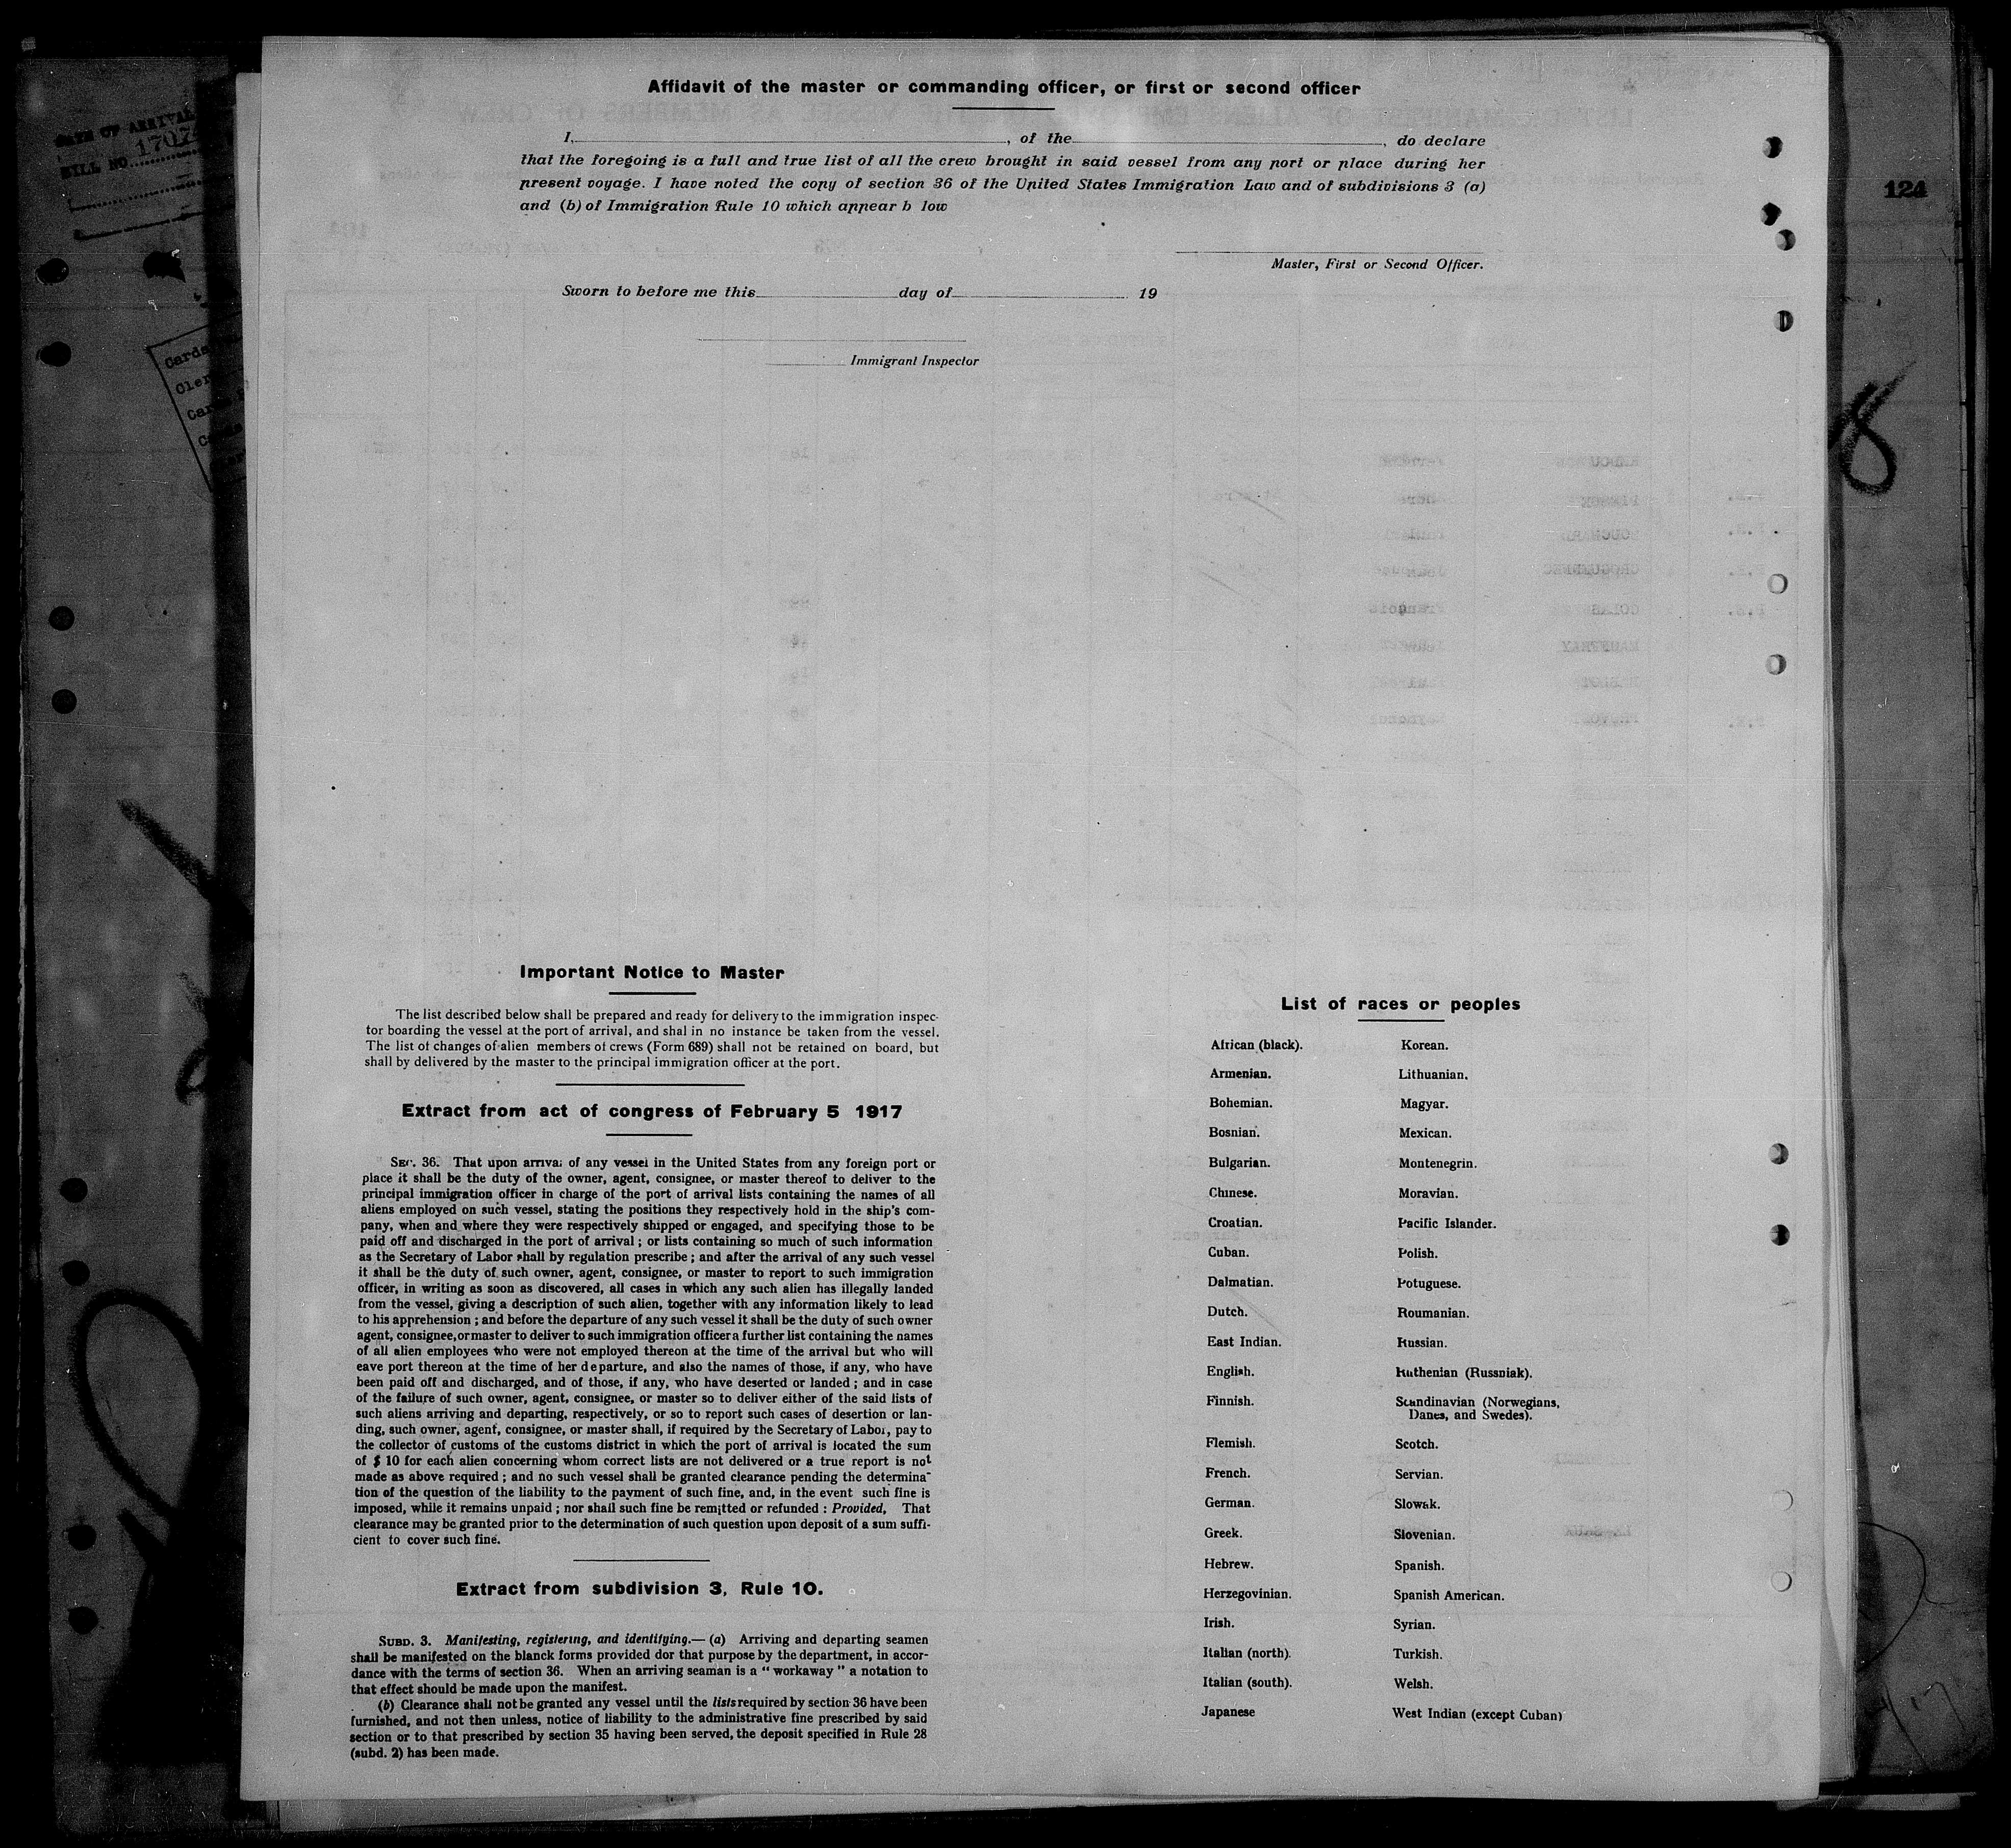 Affidavit of the master or commanding officer, or first or second officer
I, , of the , do declare
that the foregoing is a full and true list of all the crew brought in said vessel from any port or place during her
present voyage. I have noted the copy of section 36 of the United States Immigration Law and of subdivisions 3 (a)
and (b) of Immigration Rule 10 which appear b low
Master, First or Second Officer.
Sworn to before me this day of 19
Immigrant Inspector
124
8
Important Notice to Master
The list described below shall be prepared and ready for delivery to the immigration inspec-
tor boarding the vessel at the port of arrival, and shal in no instance be taken from the vessel.
The list of changes of alien members of crews (Form 689) shall not be retained on board, but
shall by delivered by the master to the principal immigration officer at the port.
Extract from act of congress of February 5 1917
SEC. 36. That upon arrival of any vessel in the United States from any foreign port or
place it shall be the duty of the owner, agent, consignee, or master thereof to deliver to the
principal immigration officer in charge of the port of arrival lists containing the names of all
aliens employed on such vessel, stating the positions they respectively hold in the ship's com-
pany, when and where they were respectively shipped or engaged, and specifying those to be
paid off and discharged in the port of arrival ; or lists containing so much of such information
as the Secretary of Labor shall by regulation prescribe ; and after the arrival of any such vessel
it shall be the duty of such owner, agent, consignee, or master to report to such immigration
officer, in writing as soon as discovered, all cases in which any such alien has illegally landed
from the vessel, giving a description of such alien, together with any information likely to lead
to his apprehension ; and before the departure of any such vessel it shall be the duty of such owner
agent, consignee, or master to deliver to such immigration officer a further list containing the names
of all alien employees who were not employed thereon at the time of the arrival but who will
eave port thereon at the time of her departure, and also the names of those, if any, who have
been paid off and discharged, and of those, if any, who have deserted or landed ; and in case
of the failure of such owner, agent, consignee, or master so to deliver either of the said lists of
such aliens arriving and departing, respectively, or so to report such cases of desertion or lan-
ding, such owner, agent, consignee, or master shall, if required by the Secretary of Labor, pay to
the collector of customs of the customs district in which the port of arrival is located the sum
of $ 10 for each alien concerning whom correct lists are not delivered or a true report is not
made as above required ; and no such vessel shall be granted clearance pending the determina-
tion of the question of the liability to the payment of such fine, and, in the event such fine is
imposed, while it remains unpaid ; nor shall such fine be remitted or refunded : Provided, That
clearance may be granted prior to the determination of such question upon deposit of a sum suffi-
cient to cover such fine.
Extract from subdivision 3, Rule 10.
SUBD. 3. Manifesting, registering, and identifying.— (a) Arriving and departing seamen
shall be manifested on the blanck forms provided dor that purpose by the department, in accor-
dance with the terms of section 36. When an arriving seaman is a " workaway " a notation to
that effect should be made upon the manifest.
(b) Clearance shall not be granted any vessel until the lists required by section 36 have been
furnished, and not then unless, notice of liability to the administrative fine prescribed by said
section or to that prescribed by section 35 having been served, the deposit specified in Rule 28
(subd. 2) has been made.
List of races or peoples
African (black). Korean.
Armenian. Lithuanian.
Bohemian. Magyar.
Bosnian. Mexican.
Bulgarian. Montenegrin.
Chinese. Moravian.
Croatian. Pacific Islander.
Cuban. Polish.
Dalmatian. Potuguese.
Dutch. Roumanian.
East Indian. Russian.
English. Ruthenian (Russniak).
Finnish. Scandinavian (Norwegians,
Danes, and Swedes).
Flemish. Scotch.
French. Servian.
German. Slowak.
Greek. Slovenian.
Hebrew. Spanish.
Herzegovinian. Spanish American.
Irish. Syrian.
Italian (north). Turkish.
Italian (south). Welsh.
Japanese West Indian (except Cuban)